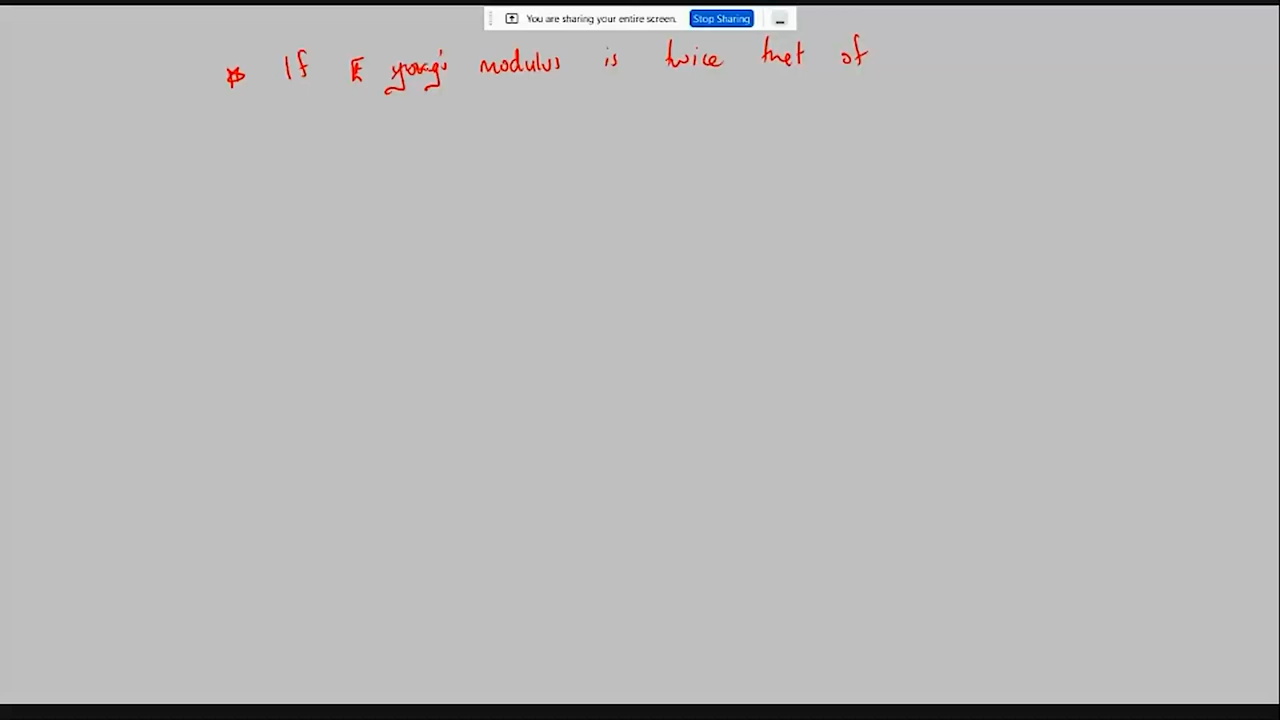 You are sharing your entire screen. Stop Sharing
* If E young's modulus is twice that of